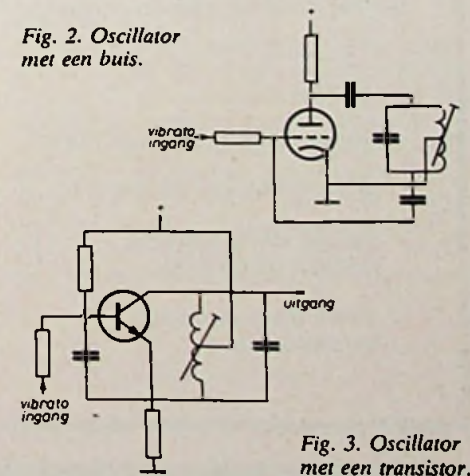 Fig. 2. Oscillator
met een buis.
vibrato
ingang
uitgang
vibrato
ingang
Fig. 3. Oscillator
met een transistor.